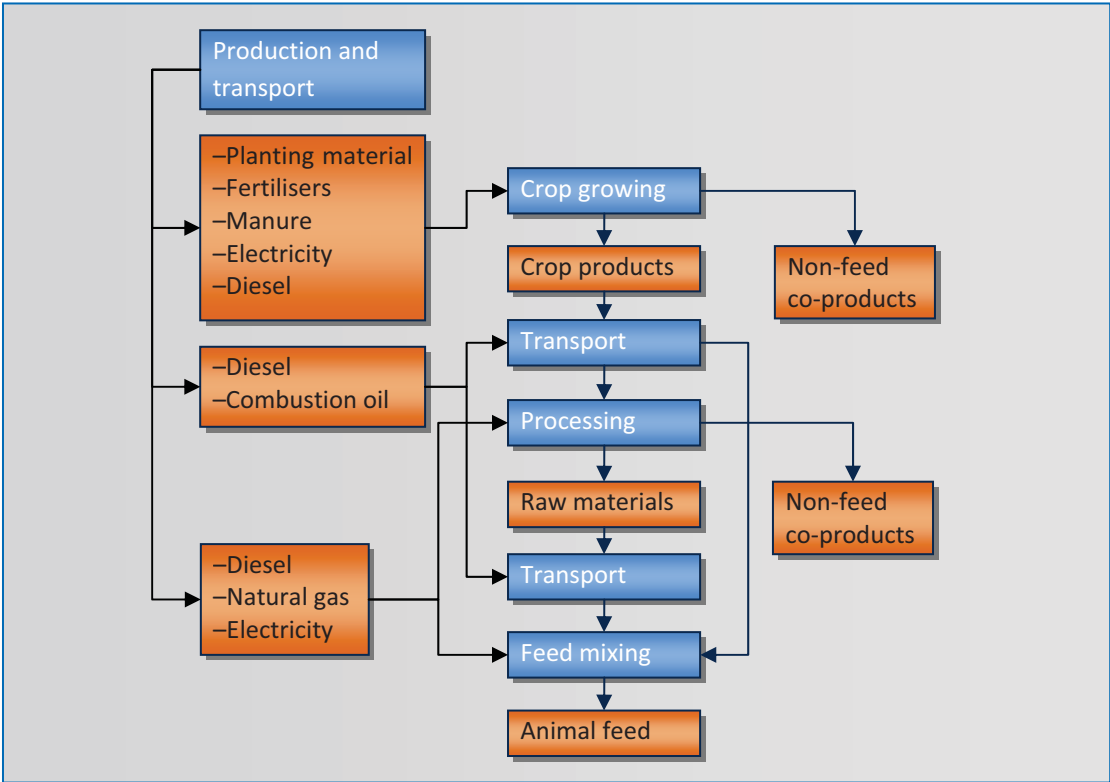 Production and
transport
–Planting material
–Fertilisers
–Manure
–Electricity
–Diesel
–Diesel
–Combustion oil
–Diesel
–Natural gas
–Electricity
Crop growing
Crop products
Transport
Processing
Raw materials
Transport
Feed mixing
Animal feed
Non-feed
co-products
Non-feed
co-products